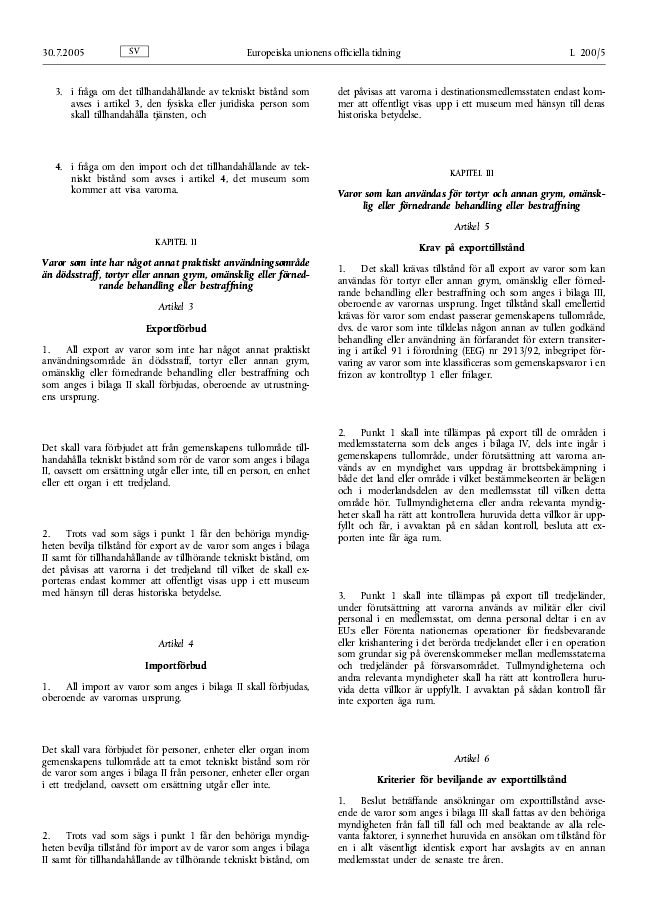 30.7.2005
SV
Europeiska unionens officiella tidning
L 200/5
3. i fråga om det tillhandahållande av tekniskt bistånd som
avses i artikel 3, den fysiska eller juridiska person som
skall tillhandahålla tjänsten, och
4. i fråga om den import och det tillhandahållande av tek-
niskt bistånd som avses i artikel 4, det museum som
kommer att visa varorna.
KAPITEL II
Varor som inte har något annat praktiskt användningsområde
än dödsstraff, tortyr eller annan grym, omänsklig eller förned-
rande behandling eller bestraffning
Artikel 3
Exportförbud
1. All export av varor som inte har något annat praktiskt
användningsområde än dödsstraff, tortyr eller annan grym,
omänsklig eller förnedrande behandling eller bestraffning och
som anges i bilaga II skall förbjudas, oberoende av utrustning-
ens ursprung.
Det skall vara förbjudet att från gemenskapens tullområde till-
handahålla tekniskt bistånd som rör de varor som anges i bilaga
II, oavsett om ersättning utgår eller inte, till en person, en enhet
eller ett organ i ett tredjeland.
2. Trots vad som sägs i punkt 1 får den behöriga myndig-
heten bevilja tillstånd för export av de varor som anges i bilaga
II samt för tillhandahållande av tillhörande tekniskt bistånd, om
det påvisas att varorna i det tredjeland till vilket de skall ex-
porteras endast kommer att offentligt visas upp i ett museum
med hänsyn till deras historiska betydelse.
Artikel 4
Importförbud
1. All import av varor som anges i bilaga II skall förbjudas,
oberoende av varornas ursprung.
Det skall vara förbjudet för personer, enheter eller organ inom
gemenskapens tullområde att ta emot tekniskt bistånd som rör
de varor som anges i bilaga II från personer, enheter eller organ
i ett tredjeland, oavsett om ersättning utgår eller inte.
2. Trots vad som sägs i punkt 1 får den behöriga myndig-
heten bevilja tillstånd för import av de varor som anges i bilaga
II samt för tillhandahållande av tillhörande tekniskt bistånd, om
det påvisas att varorna i destinationsmedlemsstaten endast kom-
mer att offentligt visas upp i ett museum med hänsyn till deras
historiska betydelse.
KAPITEL III
Varor som kan användas för tortyr och annan grym, omänsk-
lig eller förnedrande behandling eller bestraffning
Artikel 5
Krav på exporttillstånd
1. Det skall krävas tillstånd för all export av varor som kan
användas för tortyr eller annan grym, omänsklig eller förned-
rande behandling eller bestraffning och som anges i bilaga III,
oberoende av varornas ursprung. Inget tillstånd skall emellertid
krävas för varor som endast passerar gemenskapens tullområde,
dvs. de varor som inte tilldelas någon annan av tullen godkänd
behandling eller användning än förfarandet för extern transiter-
ing i artikel 91 i förordning (EEG) nr 2913/92, inbegripet för-
varing av varor som inte klassificeras som gemenskapsvaror i en
frizon av kontrolltyp 1 eller frilager.
2. Punkt 1 skall inte tillämpas på export till de områden i
medlemsstaterna som dels anges i bilaga IV, dels inte ingår i
gemenskapens tullområde, under förutsättning att varorna an-
vänds av en myndighet vars uppdrag är brottsbekämpning i
både det land eller område i vilket bestämmelseorten är belägen
och i moderlandsdelen av den medlemsstat till vilken detta
område hör. Tullmyndigheterna eller andra relevanta myndig-
heter skall ha rätt att kontrollera huruvida detta villkor är upp-
fyllt och får, i avvaktan på en sådan kontroll, besluta att ex-
porten inte får äga rum.
3. Punkt 1 skall inte tillämpas på export till tredjeländer,
under förutsättning att varorna används av militär eller civil
personal i en medlemsstat, om denna personal deltar i en av
EU:s eller Förenta nationernas operationer för fredsbevarande
eller krishantering i det berörda tredjelandet eller i en operation
som grundar sig på överenskommelser mellan medlemsstaterna
och tredjeländer på försvarsområdet. Tullmyndigheterna och
andra relevanta myndigheter skall ha rätt att kontrollera huru-
vida detta villkor är uppfyllt. I avvaktan på sådan kontroll får
inte exporten äga rum.
Artikel 6
Kriterier för beviljande av exporttillstånd
1. Beslut beträffande ansökningar om exporttillstånd avse-
ende de varor som anges i bilaga III skall fattas av den behöriga
myndigheten från fall till fall och med beaktande av alla rele-
vanta faktorer, i synnerhet huruvida en ansökan om tillstånd för
en i allt väsentligt identisk export har avslagits av en annan
medlemsstat under de senaste tre åren.